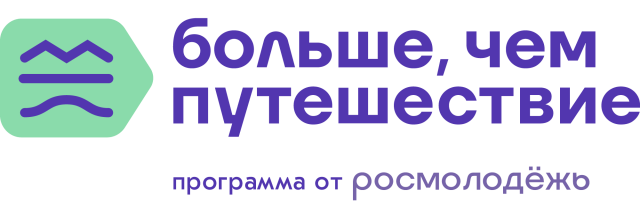 больше, чем
путешествие
программа от росмолодёжь